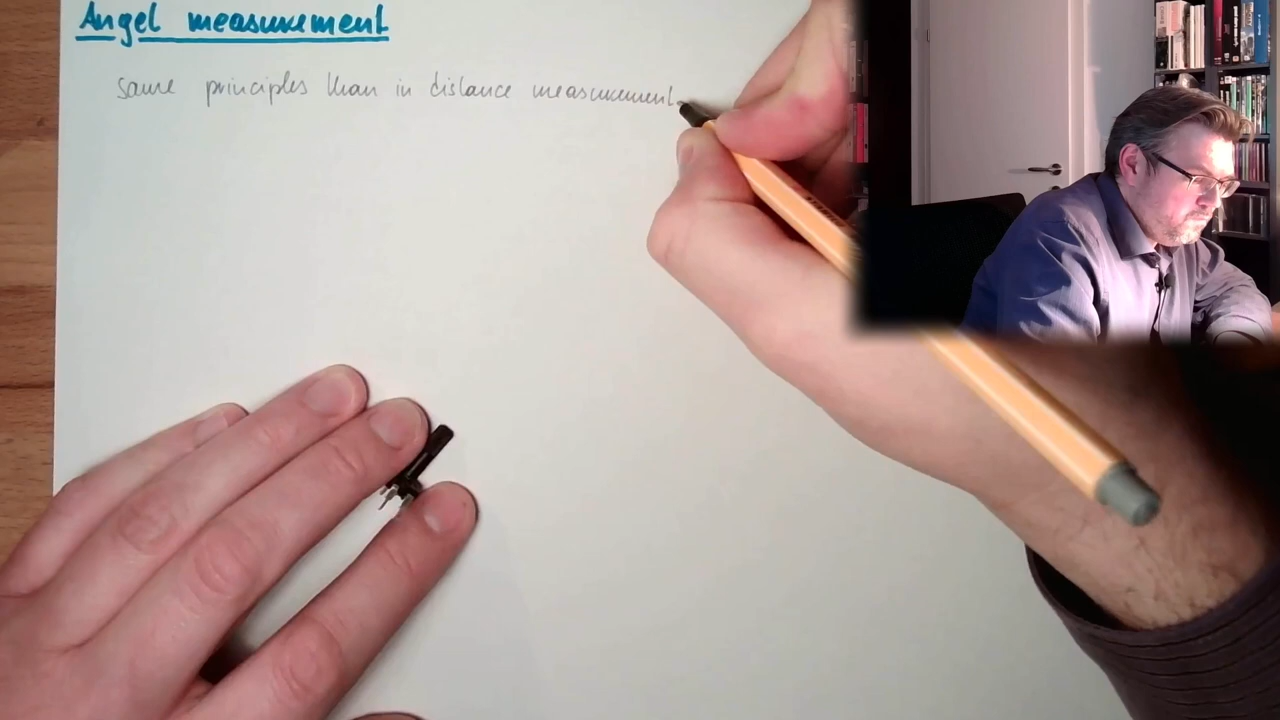 Angel measurement
same principles than in distance measurement